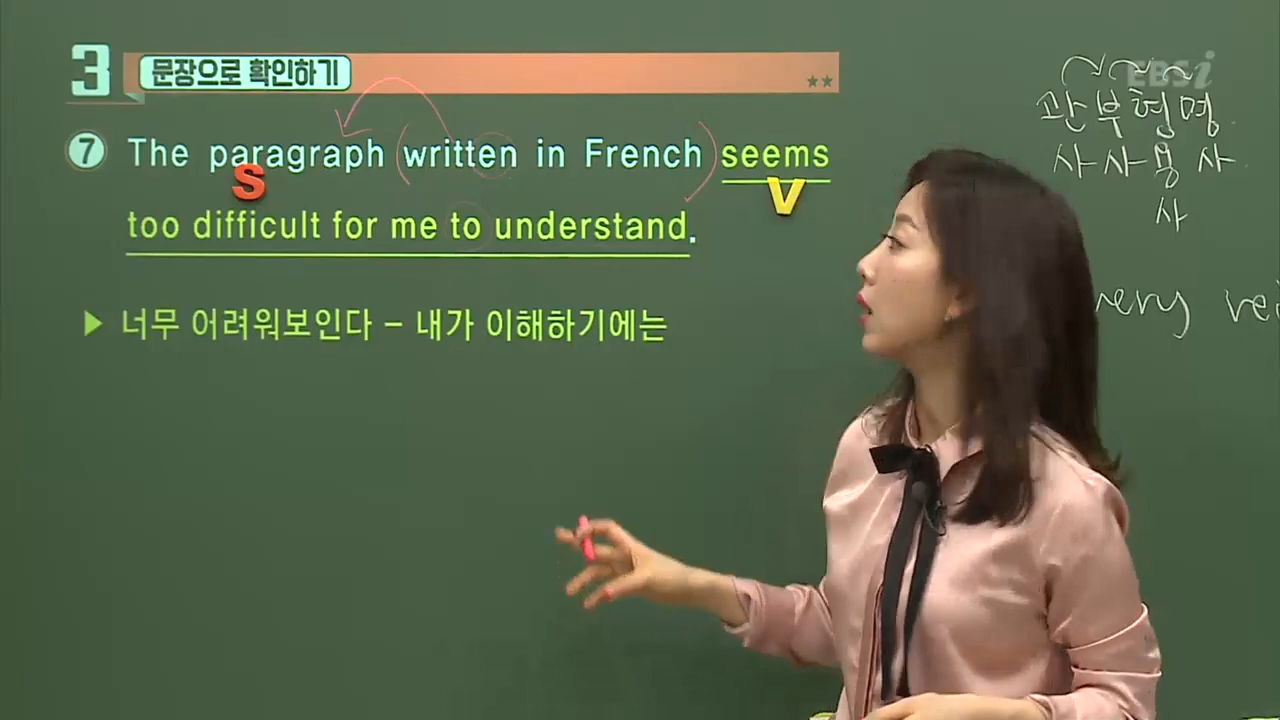 3 문장으로 확인하기
EBSi
관 부 형 명
사 사 용 사
사
⑦ The paragraph (written in French) seems
S V
too difficult for me to understand.
▶ 너무 어려워보인다 – 내가 이해하기에는
very